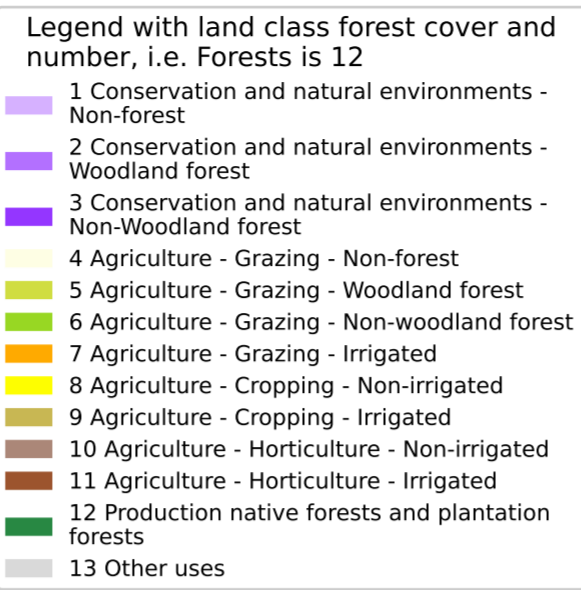 Legend with land class forest cover and
number, i.e. Forests is 12
1 Conservation and natural environments -
Non-forest
2 Conservation and natural environments -
Woodland forest
3 Conservation and natural environments -
Non-Woodland forest
4 Agriculture - Grazing - Non-forest
5 Agriculture - Grazing - Woodland forest
6 Agriculture - Grazing - Non-woodland forest
7 Agriculture - Grazing - Irrigated
8 Agriculture - Cropping - Non-irrigated
9 Agriculture - Cropping - Irrigated
10 Agriculture - Horticulture - Non-irrigated
11 Agriculture - Horticulture - Irrigated
12 Production native forests and plantation
forests
13 Other uses